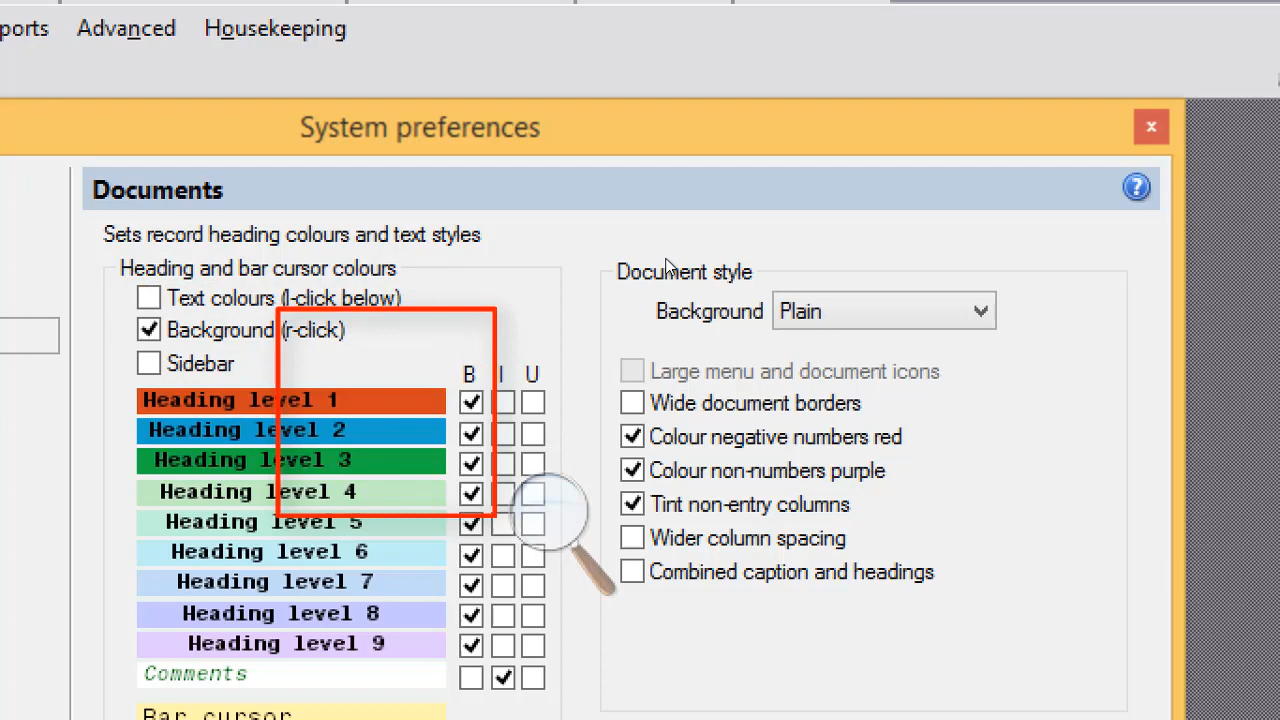 ports Advanced Housekeeping
System preferences
Documents
Sets record heading colours and text styles
Heading and bar cursor colours
Text colours (l-click below)
Background (r-click)
Sidebar
B I U
Heading level 1
Heading level 2
Heading level 3
Heading level 4
Heading level 5
Heading level 6
Heading level 7
Heading level 8
Heading level 9
Comments
Bar cursor
Document style
Background Plain
Large menu and document icons
Wide document borders
Colour negative numbers red
Colour non-numbers purple
Tint non-entry columns
Wider column spacing
Combined caption and headings